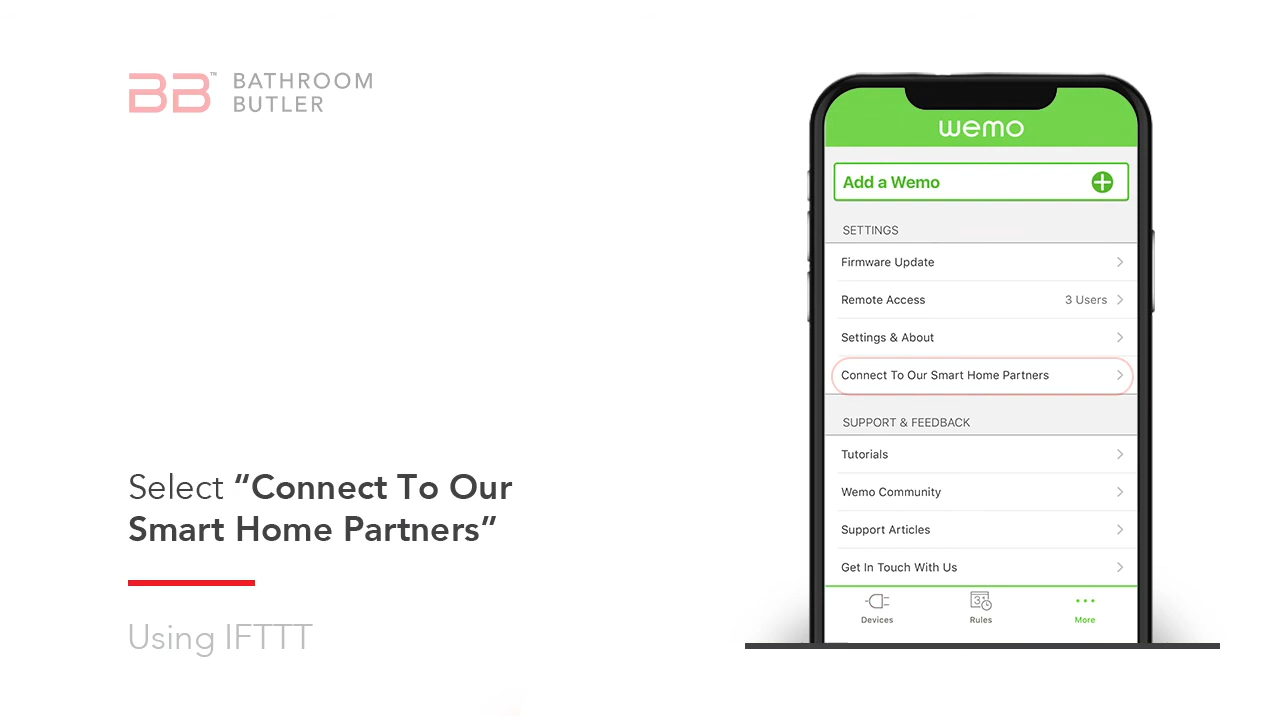 BB™ BATHROOM
BUTLER
Select “Connect To Our
Smart Home Partners”
Using IFTTT
wemo
Add a Wemo
SETTINGS
Firmware Update
Remote Access 3 Users
Settings & About
Connect To Our Smart Home Partners
SUPPORT & FEEDBACK
Tutorials
Wemo Community
Support Articles
Get In Touch With Us
3
Devices Rules More